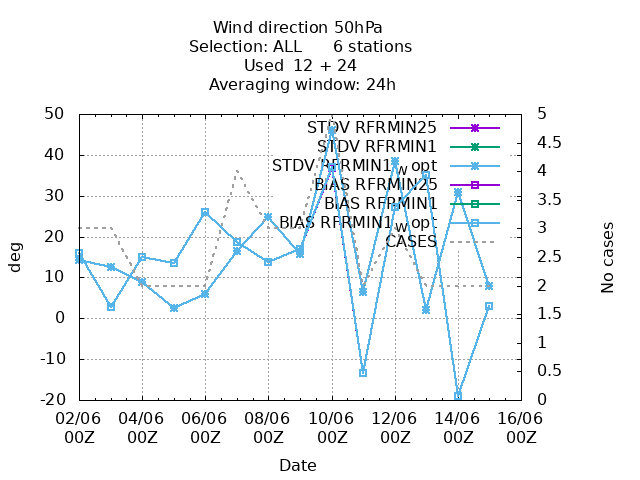 Wind direction 50hPa
Selection: ALL 6 stations
Used 12 + 24
Averaging window: 24h
50
40
30
20
10
0
-10
-20
deg
5
4.5
4
3.5
3
2.5
2
1.5
1
0.5
0
No cases
STDV RFRMIN25
STDV RFRMIN1
STDV RFRMIN1w opt
BIAS RFRMIN25
BIAS RFRMIN1
BIAS RFRMIN1w opt
CASES
02/06 04/06 06/06 08/06 10/06 12/06 14/06 16/06
00Z 00Z 00Z 00Z 00Z 00Z 00Z 00Z
Date